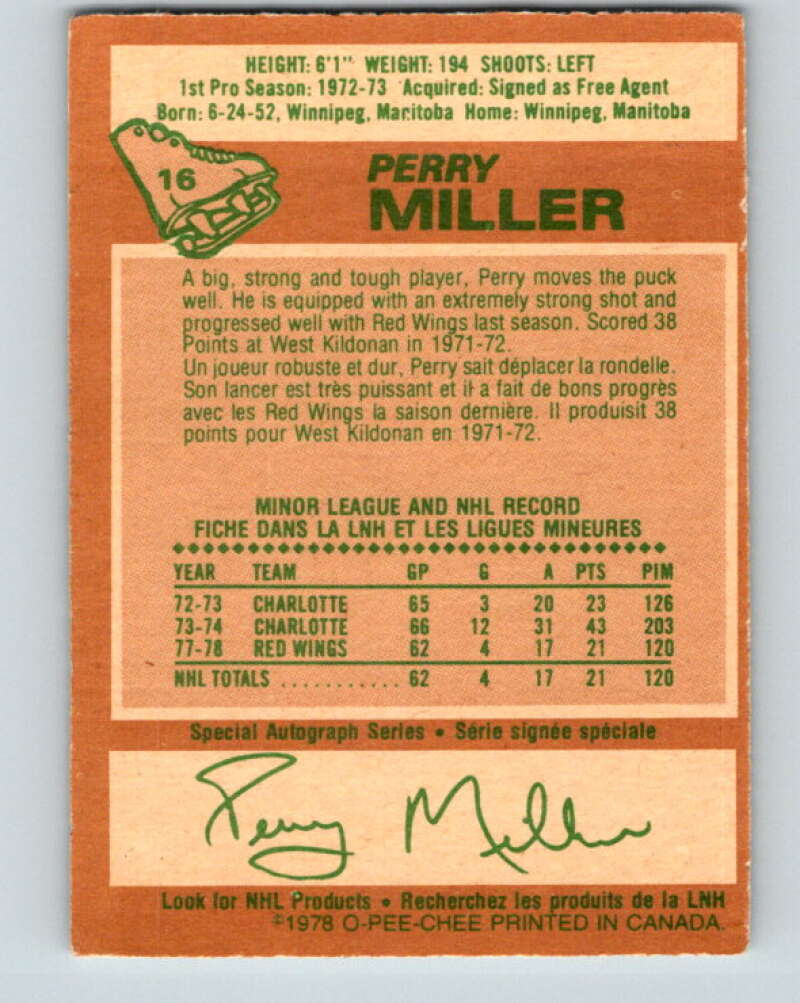 HEIGHT: 6'1" WEIGHT: 194 SHOOTS: LEFT
1st Pro Season: 1972-73 Acquired: Signed as Free Agent
Born: 6-24-52, Winnipeg, Manitoba Home: Winnipeg, Manitoba
16
PERRY
MILLER
A big, strong and tough player, Perry moves the puck
well. He is equipped with an extremely strong shot and
progressed well with Red Wings last season. Scored 38
Points at West Kildonan in 1971-72.
Un joueur robuste et dur, Perry sait déplacer la rondelle.
Son lancer est très puissant et il a fait de bons progrès
avec les Red Wings la saison dernière. Il produisit 38
points pour West Kildonan en 1971-72.
MINOR LEAGUE AND NHL RECORD
FICHE DANS LA LNH ET LES LIGUES MINEURES
YEAR TEAM GP G A PTS PIM
72-73 CHARLOTTE 65 3 20 23 126
73-74 CHARLOTTE 66 12 31 43 203
77-78 RED WINGS 62 4 17 21 120
NHL TOTALS ........... 62 4 17 21 120
Special Autograph Series • Série signée spéciale
Perry Miller
Look for NHL Products • Recherchez les produits de la LNH
©1978 O-PEE-CHEE PRINTED IN CANADA.